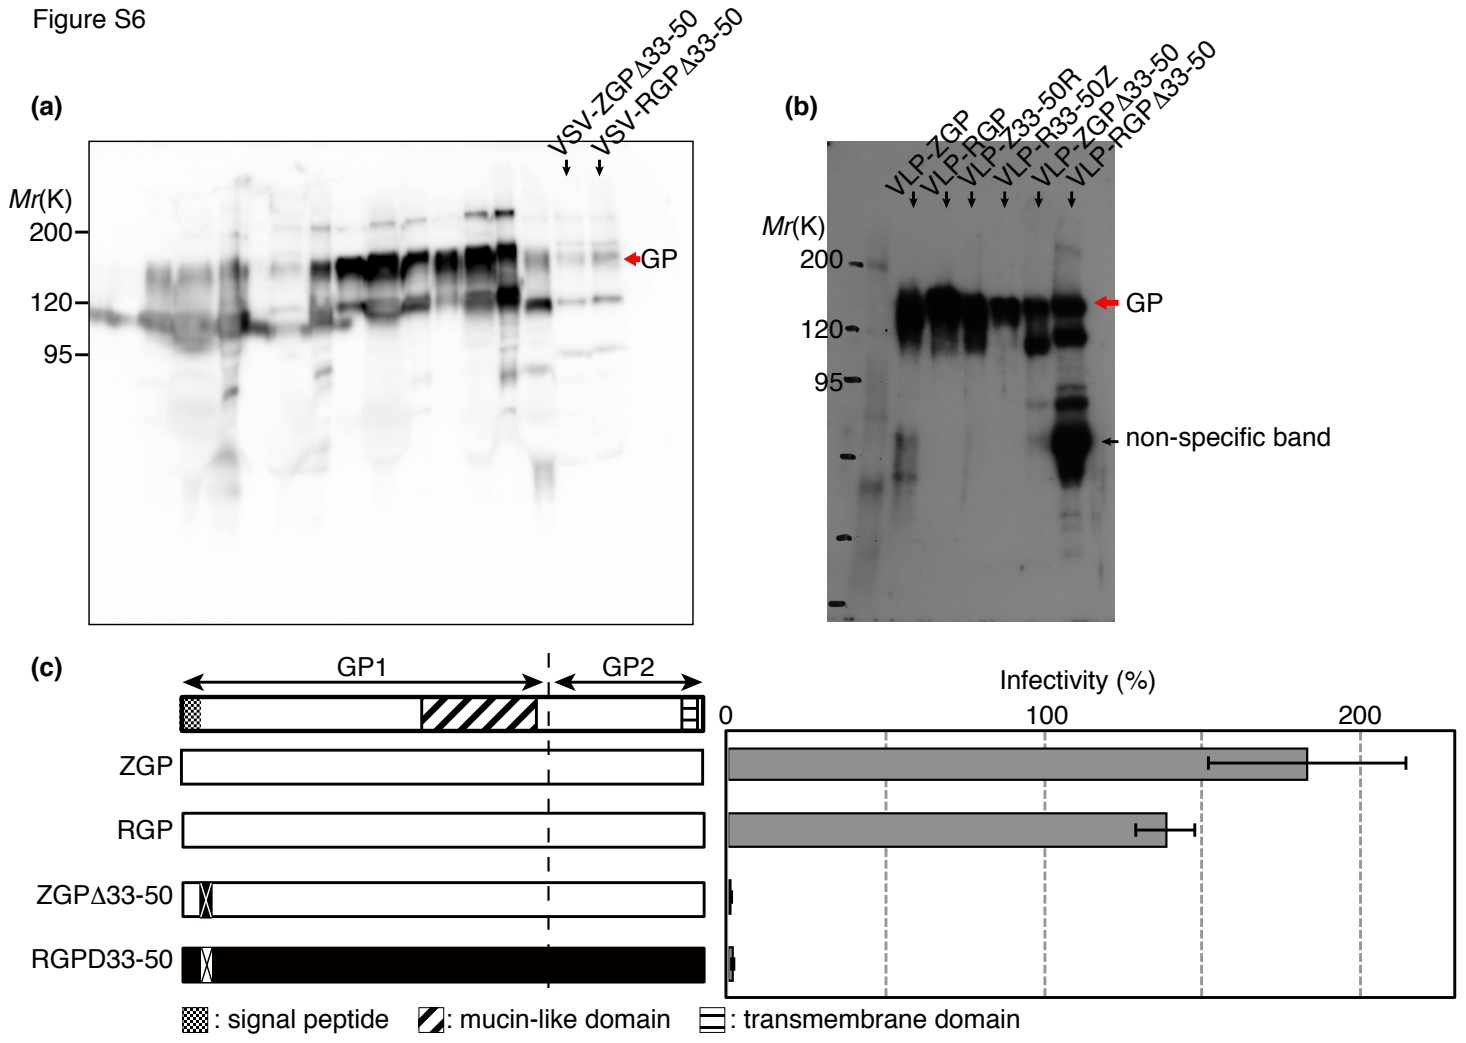 Figure S6
(a)
VSV-ZGPΔ33-50
VSV-RGPΔ33-50
Mr(K)
200
120
95
GP
(b)
VLP-ZGP
VLP-RGP
VLP-Z33-50R
VLP-R33-50Z
VLP-ZGPΔ33-50
VLP-RGPΔ33-50
Mr(K)
200
120
95
GP
non-specific band
(c)
GP1
GP2
Infectivity (%)
0
100
200
ZGP
RGP
ZGPΔ33-50
RGPD33-50
: signal peptide
: mucin-like domain
: transmembrane domain